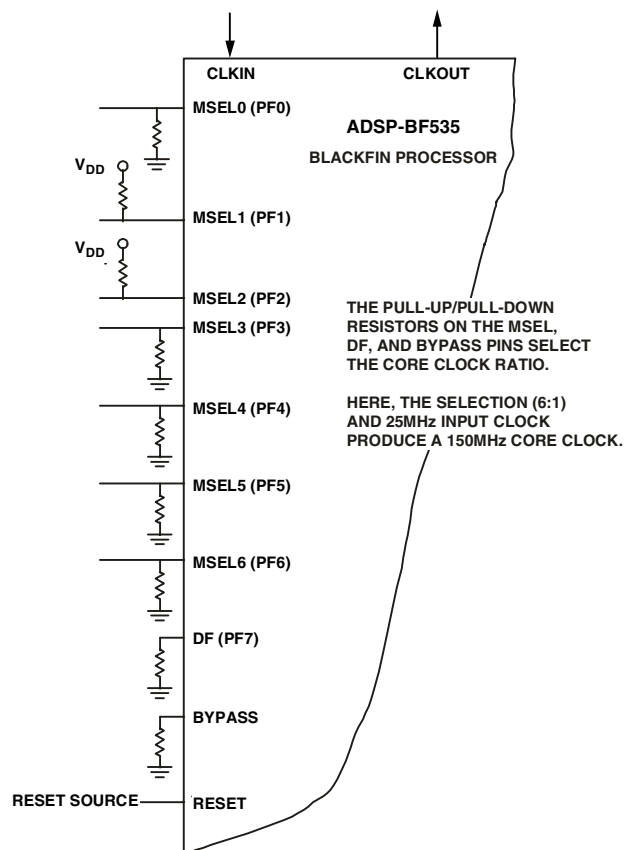 CLKIN
CLKOUT
MSEL0 (PF0)
ADSP-BF535
BLACKFIN PROCESSOR
VDD
MSEL1 (PF1)
VDD
MSEL2 (PF2)
THE PULL-UP/PULL-DOWN
RESISTORS ON THE MSEL,
DF, AND BYPASS PINS SELECT
THE CORE CLOCK RATIO.
MSEL3 (PF3)
HERE, THE SELECTION (6:1)
AND 25MHz INPUT CLOCK
PRODUCE A 150MHz CORE CLOCK.
MSEL4 (PF4)
MSEL5 (PF5)
MSEL6 (PF6)
DF (PF7)
BYPASS
RESET SOURCE
RESET